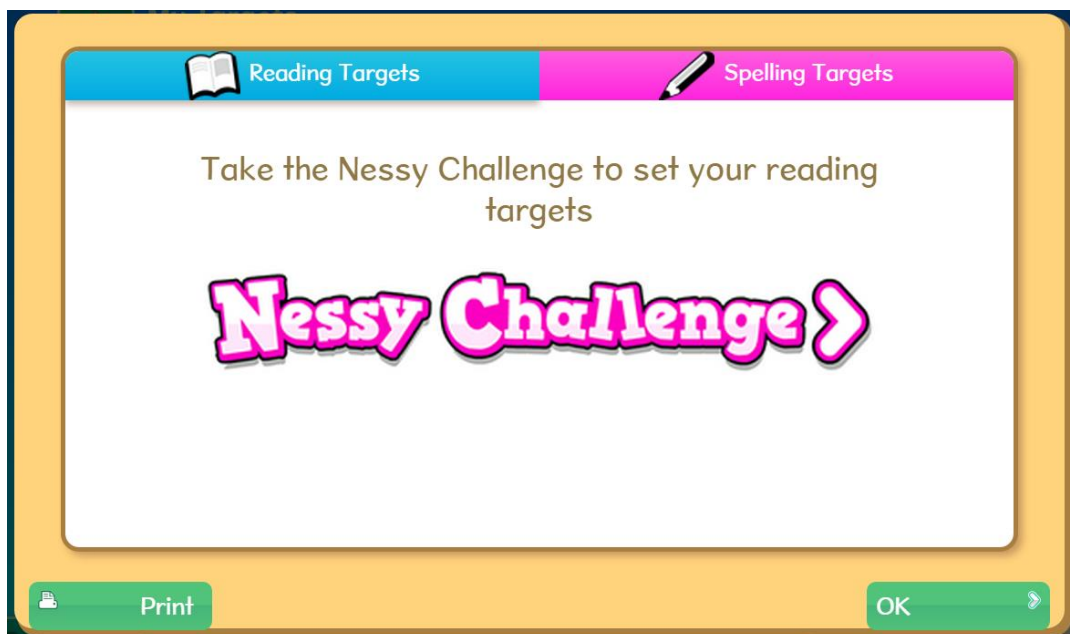 Reading Targets
Spelling Targets
Take the Nessy Challenge to set your reading
targets
Nessy Challenge
Print
OK